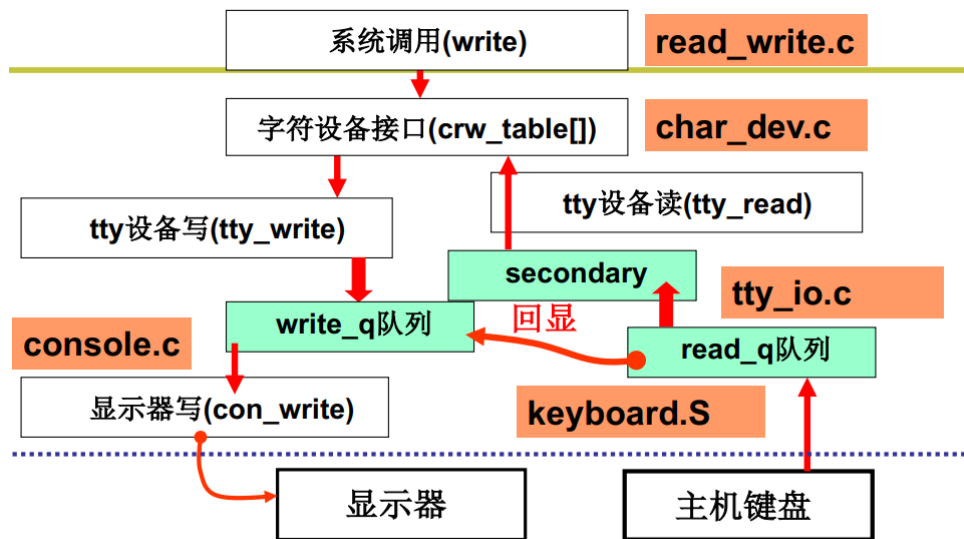 系统调用(write)
read_write.c
字符设备接口(crw_table[])
char_dev.c
tty设备读(tty_read)
tty设备写(tty_write)
secondary
tty_io.c
write_q队列
回显
console.c
read_q队列
显示器写(con_write)
keyboard.S
显示器
主机键盘